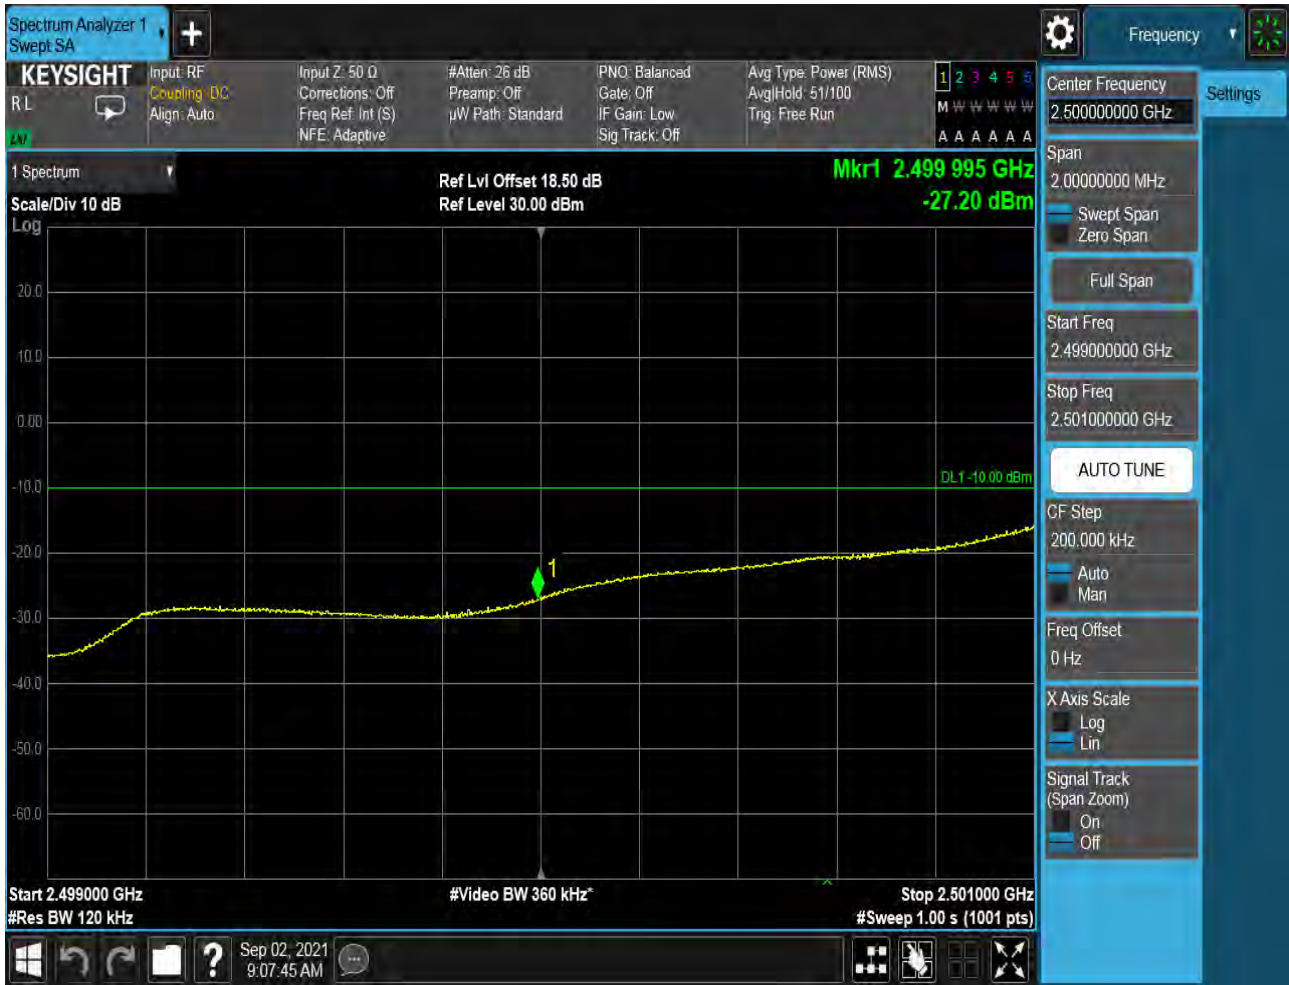 Spectrum Analyzer 1
Swept SA
Frequency
KEYSIGHT
R L
Input: RF
Coupling: DC
Align: Auto
Input Z: 50 Ω
Corrections: Off
Freq Ref: Int (S)
NFE: Adaptive
#Atten: 26 dB
Preamp: Off
µW Path: Standard
PNO: Balanced
Gate: Off
IF Gain: Low
Sig Track: Off
Avg Type: Power (RMS)
Avg|Hold: 51/100
Trig: Free Run
1 2 3 4 5 6
M W W W W W
A A A A A A
1 Spectrum
Scale/Div 10 dB
Ref Lvl Offset 18.50 dB
Ref Level 30.00 dBm
Mkr1 2.499 995 GHz
-27.20 dBm
Log
20.0
10.0
0.00
-10.0
-20.0
-30.0
-40.0
-50.0
-60.0
DL1 -10.00 dBm
1
Start 2.499000 GHz
#Res BW 120 kHz
#Video BW 360 kHz*
Stop 2.501000 GHz
#Sweep 1.00 s (1001 pts)
Sep 02, 2021
9:07:45 AM
?
Center Frequency
2.500000000 GHz
Settings
Span
2.00000000 MHz
Swept Span
Zero Span
Full Span
Start Freq
2.499000000 GHz
Stop Freq
2.501000000 GHz
AUTO TUNE
CF Step
200.000 kHz
Auto
Man
Freq Offset
0 Hz
X Axis Scale
Log
Lin
Signal Track
(Span Zoom)
On
Off